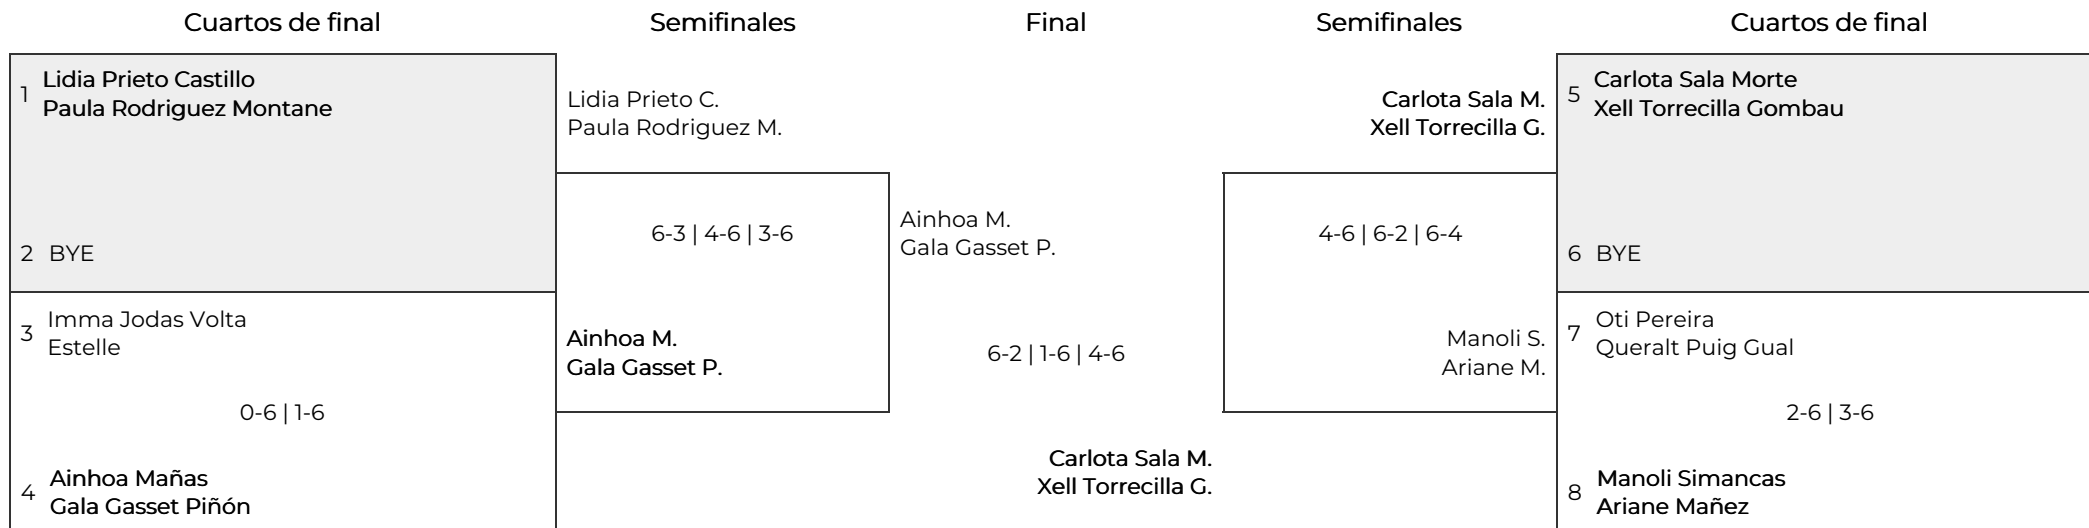 Cuartos de final
Semifinales
Final
Semifinales
Cuartos de final
1
Lidia Prieto Castillo
Paula Rodriguez Montane
2 BYE
3
Imma Jodas Volta
Estelle
0-6 | 1-6
4
Ainhoa Mañas
Gala Gasset Piñón
Lidia Prieto C.
Paula Rodriguez M.
6-3 | 4-6 | 3-6
Ainhoa M.
Gala Gasset P.
Ainhoa M.
Gala Gasset P.
6-2 | 1-6 | 4-6
Carlota Sala M.
Xell Torrecilla G.
Carlota Sala M.
Xell Torrecilla G.
4-6 | 6-2 | 6-4
Manoli S.
Ariane M.
5
Carlota Sala Morte
Xell Torrecilla Gombau
6 BYE
7
Oti Pereira
Queralt Puig Gual
2-6 | 3-6
8
Manoli Simancas
Ariane Mañez